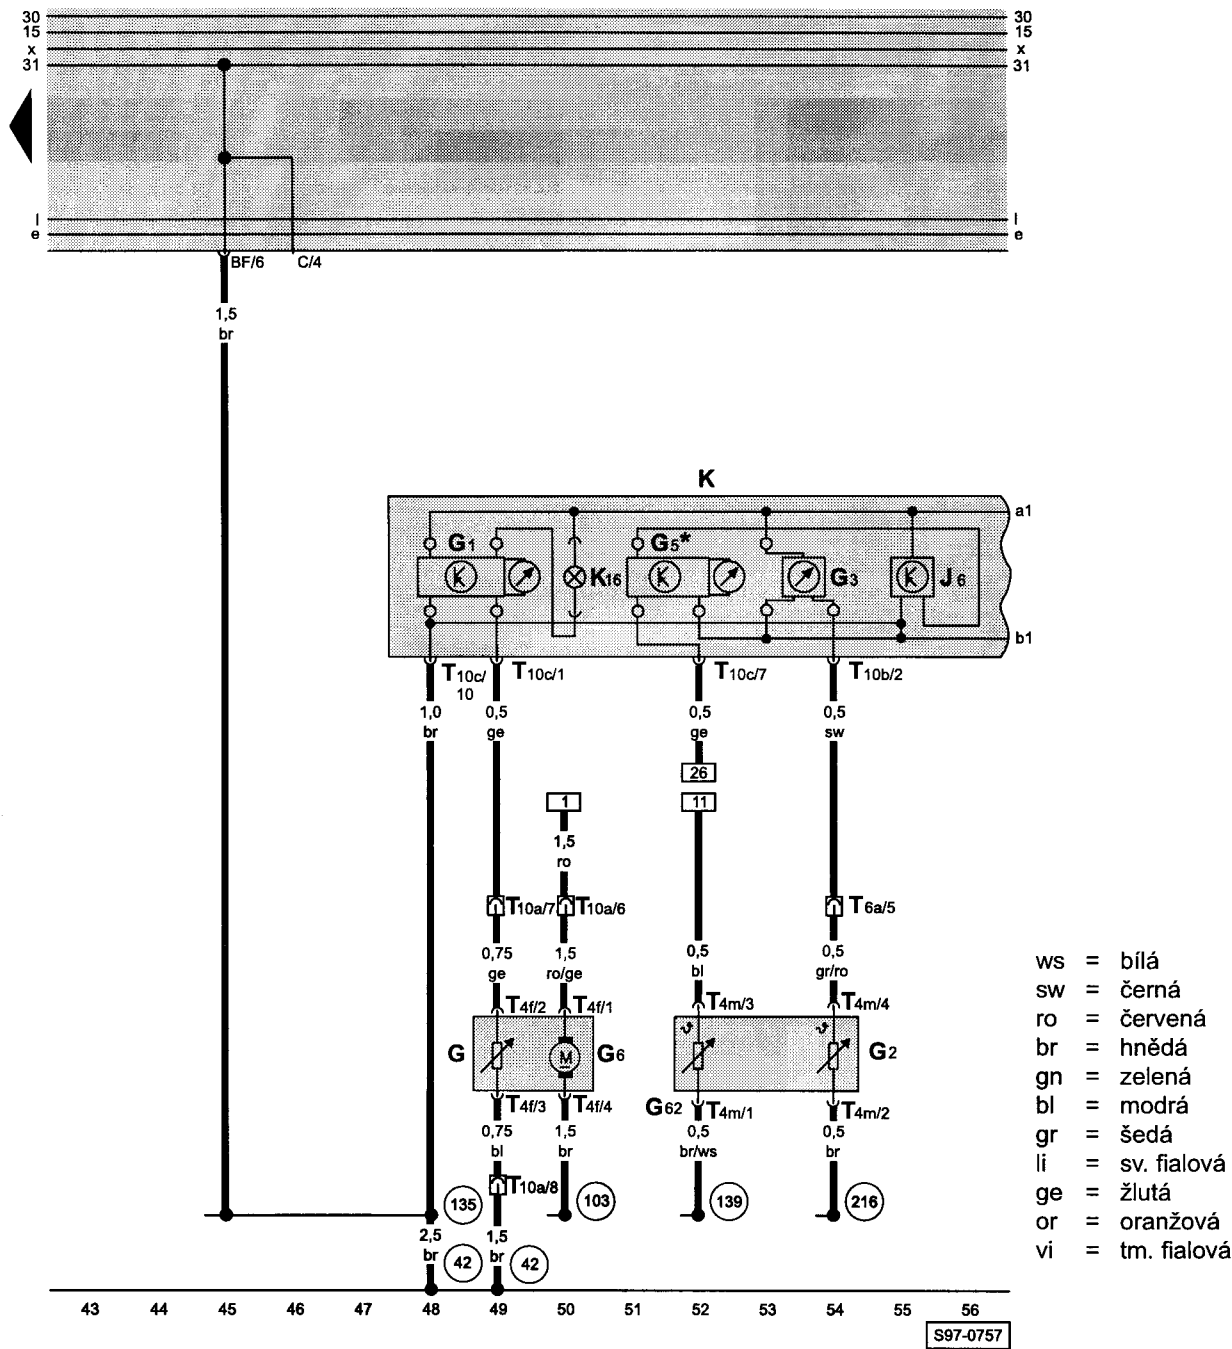 30 30
15 15
x x
31 31
l l
e e
BF/6 C/4
1,5
br
K
a1
G1 G5* G3 J6
K16
b1
T10c/10 T10c/1 T10c/7 T10b/2
1,0 0,5 0,5 0,5
br ge ge sw
26
1 11
1,5
ro
T10a/7 T10a/6 T6a/5
0,75 1,5 0,5 0,5
ge ro/ge bl gr/ro
T4f/2 T4f/1 T4m/3 T4m/4
ϑ ϑ
G M G6 G2
G62
T4f/3 T4f/4 T4m/1 T4m/2
0,75 1,5 0,5 0,5
bl br br/ws br
T10a/8
135 103 139 216
2,5 1,5
br 42 br 42
43 44 45 46 47 48 49 50 51 52 53 54 55 56
S97-0757
ws = bílá
sw = černá
ro = červená
br = hnědá
gn = zelená
bl = modrá
gr = šedá
li = sv. fialová
ge = žlutá
or = oranžová
vi = tm. fialová